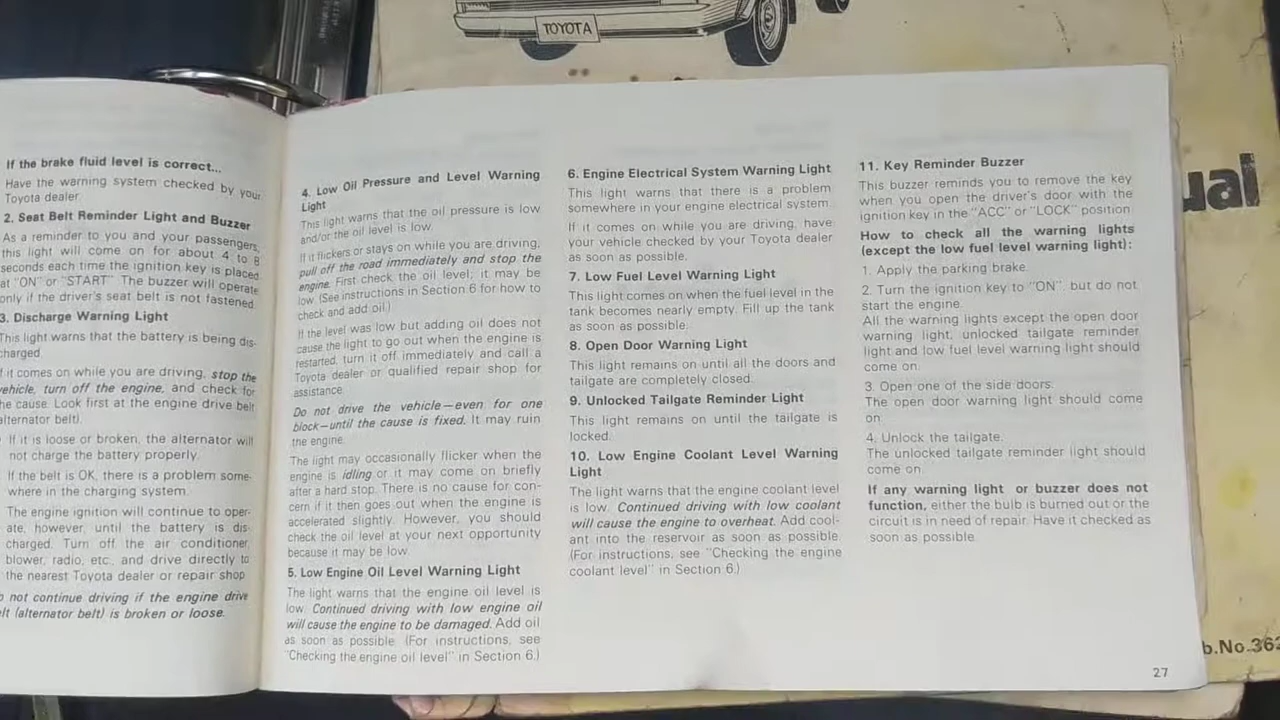 TOYOTA
If the brake fluid level is correct...
Have the warning system checked by your
Toyota dealer.
2. Seat Belt Reminder Light and Buzzer
As a reminder to you and your passengers,
this light will come on for about 4 to 8
seconds each time the ignition key is placed
at "ON" or "START" The buzzer will operate
only if the driver's seat belt is not fastened.
3. Discharge Warning Light
This light warns that the battery is being dis-
charged.
it comes on while you are driving, stop the
vehicle, turn off the engine, and check for
the cause. Look first at the engine drive belt
(alternator belt).
If it is loose or broken, the alternator will
not charge the battery properly.
If the belt is OK, there is a problem some-
where in the charging system.
The engine ignition will continue to oper-
ate, however, until the battery is dis-
charged. Turn off the air conditioner,
blower, radio, etc., and drive directly to
the nearest Toyota dealer or repair shop.
not continue driving if the engine drive
(alternator belt) is broken or loose.
4. Low Oil Pressure and Level Warning
Light
This light warns that the oil pressure is low
and/or the oil level is low.
If it flickers or stays on while you are driving,
pull off the road immediately and stop the
engine. First check the oil level; it may be
low. (See instructions in Section 6 for how to
check and add oil.)
If the level was low but adding oil does not
cause the light to go out when the engine is
restarted, turn it off immediately and call a
Toyota dealer or qualified repair shop for
assistance.
Do not drive the vehicle—even for one
block—until the cause is fixed. It may ruin
the engine.
The light may occasionally flicker when the
engine is idling or it may come on briefly
after a hard stop. There is no cause for con-
cern if it then goes out when the engine is
accelerated slightly. However, you should
check the oil level at your next opportunity
because it may be low.
5. Low Engine Oil Level Warning Light
The light warns that the engine oil level is
low. Continued driving with low engine oil
will cause the engine to be damaged. Add oil
as soon as possible. (For instructions, see
"Checking the engine oil level" in Section 6.)
6. Engine Electrical System Warning Light
This light warns that there is a problem
somewhere in your engine electrical system.
If it comes on while you are driving, have
your vehicle checked by your Toyota dealer
as soon as possible.
7. Low Fuel Level Warning Light
This light comes on when the fuel level in the
tank becomes nearly empty. Fill up the tank
as soon as possible.
8. Open Door Warning Light
This light remains on until all the doors and
tailgate are completely closed.
9. Unlocked Tailgate Reminder Light
This light remains on until the tailgate is
locked.
10. Low Engine Coolant Level Warning
Light
The light warns that the engine coolant level
is low. Continued driving with low coolant
will cause the engine to overheat. Add cool-
ant into the reservoir as soon as possible.
(For instructions, see "Checking the engine
coolant level" in Section 6.)
11. Key Reminder Buzzer
This buzzer reminds you to remove the key
when you open the driver's door with the
ignition key in the "ACC" or "LOCK" position.
How to check all the warning lights
(except the low fuel level warning light):
1. Apply the parking brake.
2. Turn the ignition key to "ON", but do not
start the engine.
All the warning lights except the open door
warning light, unlocked tailgate reminder
light and low fuel level warning light should
come on.
3. Open one of the side doors.
The open door warning light should come
on.
4. Unlock the tailgate.
The unlocked tailgate reminder light should
come on.
If any warning light or buzzer does not
function, either the bulb is burned out or the
circuit is in need of repair. Have it checked as
soon as possible.
27
ual
b.No.362